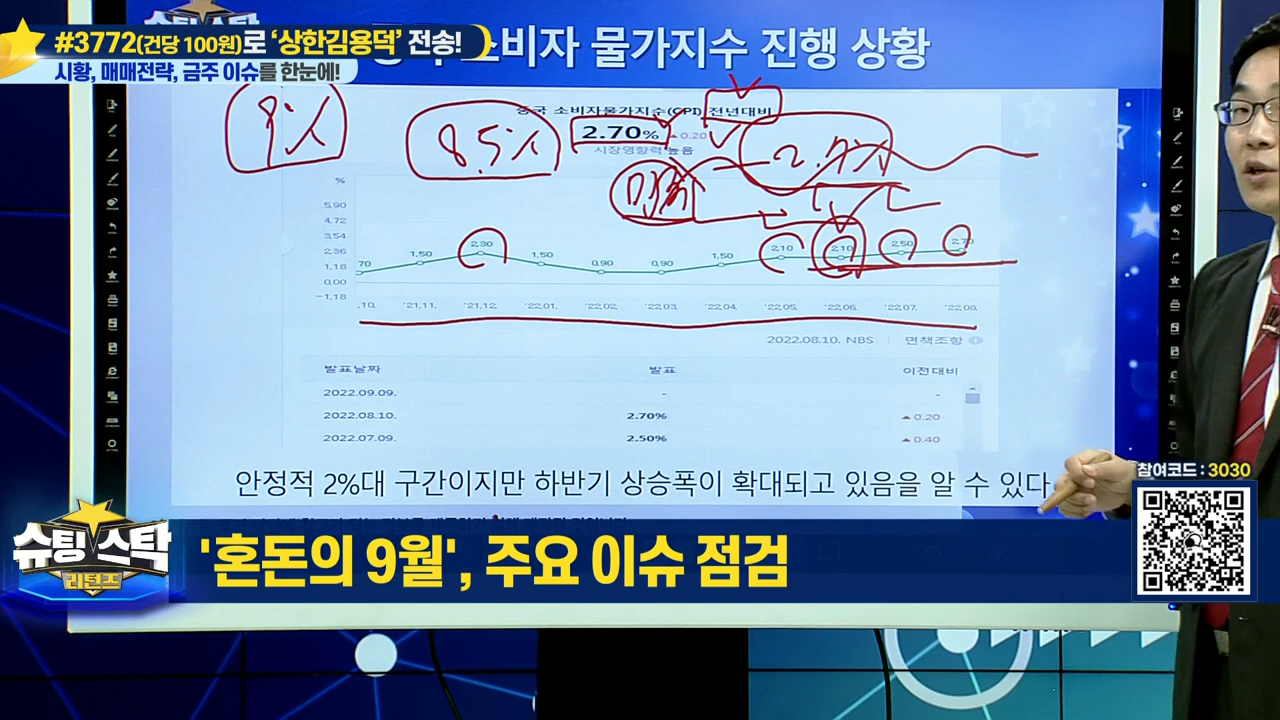 #3772(건당 100원)로 '상한김용덕' 전송!
시황, 매매전략, 금주 이슈를 한눈에!
소비자 물가지수 진행 상황
중국 소비자물가지수(CPI) 전년대비
2.70% ▲0.20
시장영향력 높음
9%
8.5%
%
5.90
4.72
3.54
2.36
1.18
0.00
-1.18
70 1.50 2.30 1.50 0.90 0.90 1.50 2.10 2.10 2.50 2.70
.10. '21.11. '21.12. '22.01. '22.02. '22.03. '22.04. '22.05. '22.06. '22.07. '22.08.
2022.08.10. NBS 면책조항
발표날짜 발표 이전대비
2022.09.09. - -
2022.08.10. 2.70% ▲0.20
2022.07.09. 2.50% ▲0.40
안정적 2%대 구간이지만 하반기 상승폭이 확대되고 있음을 알 수 있다
참여코드 : 3030
슈팅스탁
리턴즈
'혼돈의 9월', 주요 이슈 점검